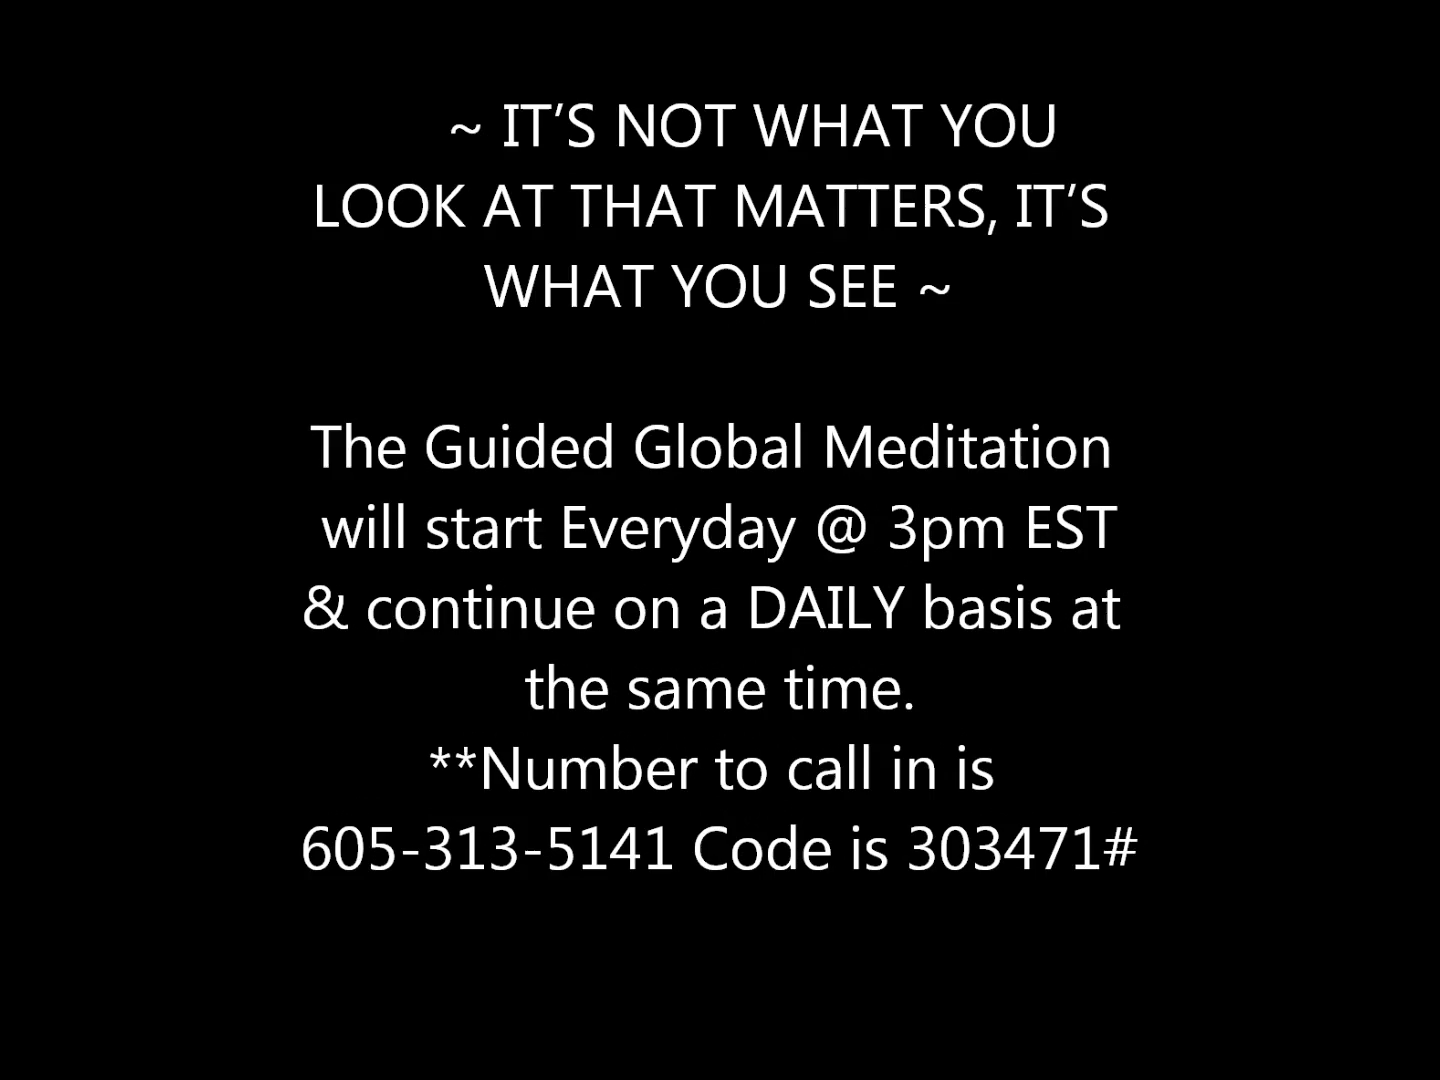 ~ IT’S NOT WHAT YOU
LOOK AT THAT MATTERS, IT’S
WHAT YOU SEE ~
The Guided Global Meditation
will start Everyday @ 3pm EST
& continue on a DAILY basis at
the same time.
**Number to call in is
605-313-5141 Code is 303471#